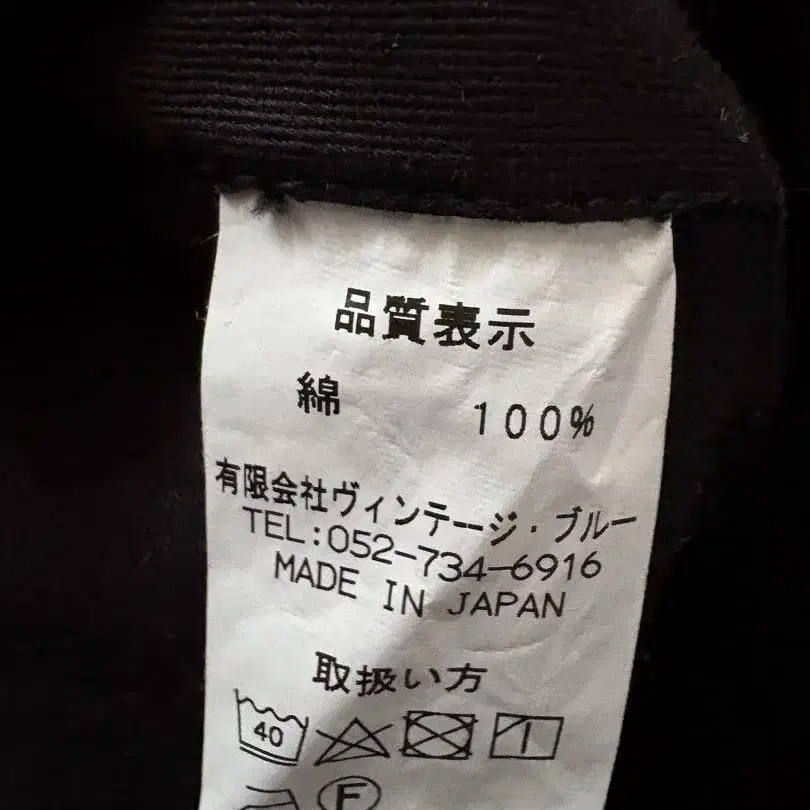 品質表示
綿 100%
有限会社ヴィンテージ・ブルー
TEL:052-734-6916
MADE IN JAPAN
取扱い方
40
F